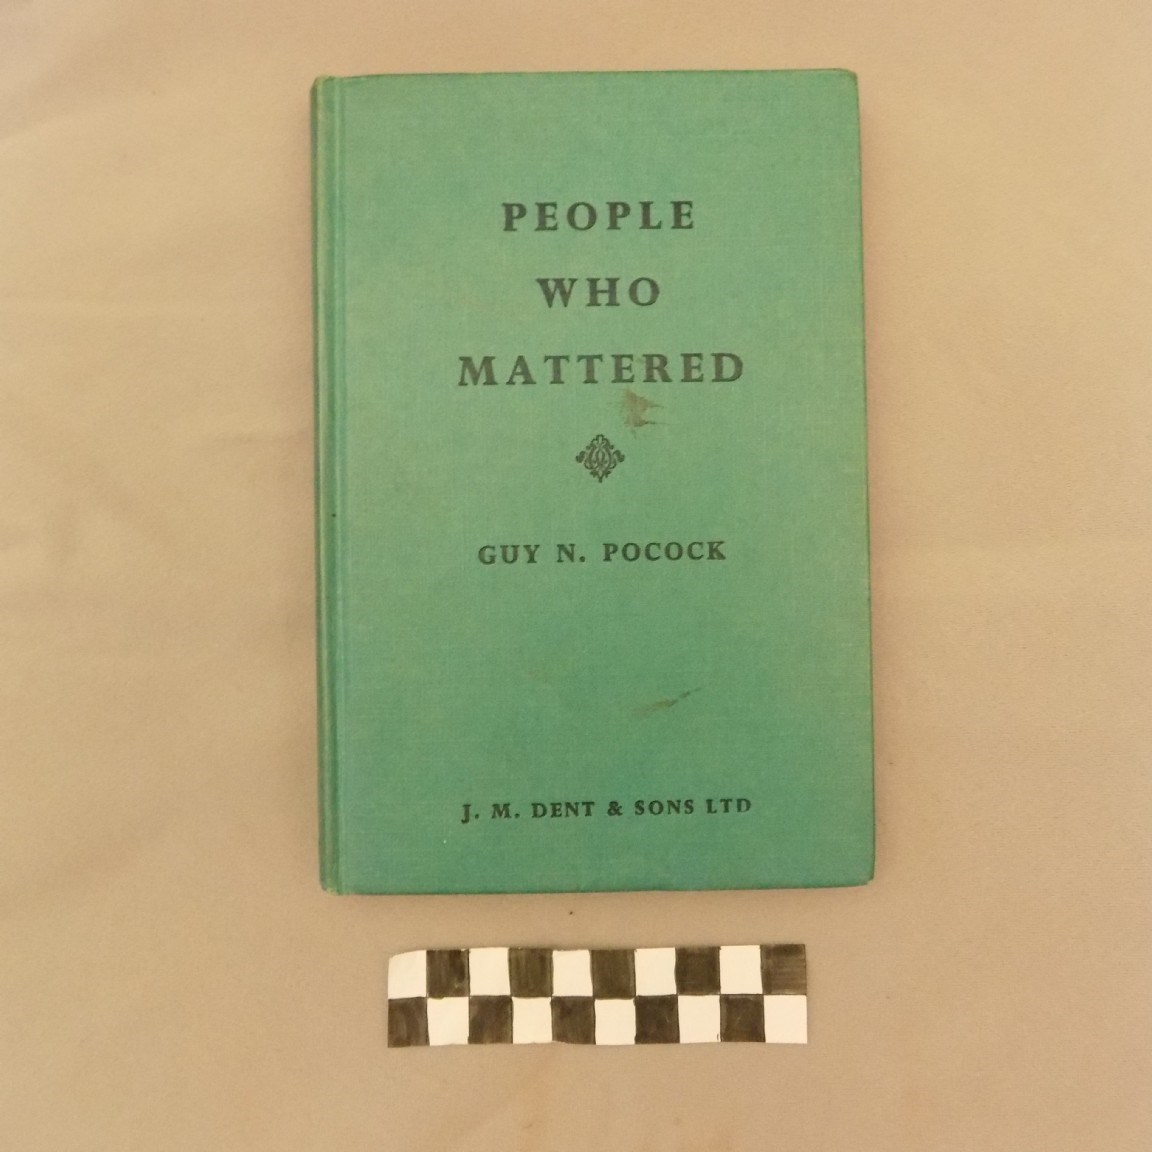 PEOPLE
WHO
MATTERED
GUY N. POCOCK
J. M. DENT & SONS LTD